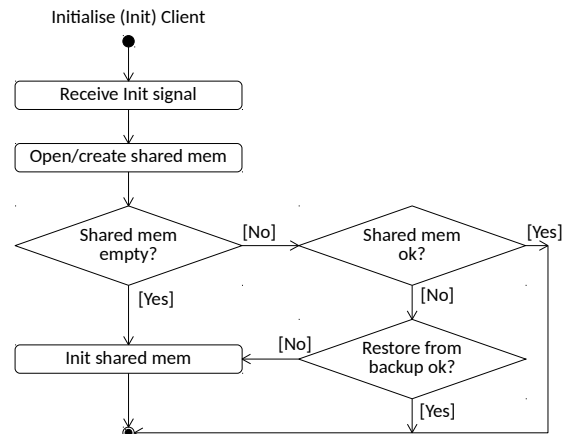 Initialise (Init) Client
Receive Init signal
Open/create shared mem
Shared mem
empty?
[No]
Shared mem
ok?
[Yes]
[Yes]
[No]
Init shared mem
[No]
Restore from
backup ok?
[Yes]